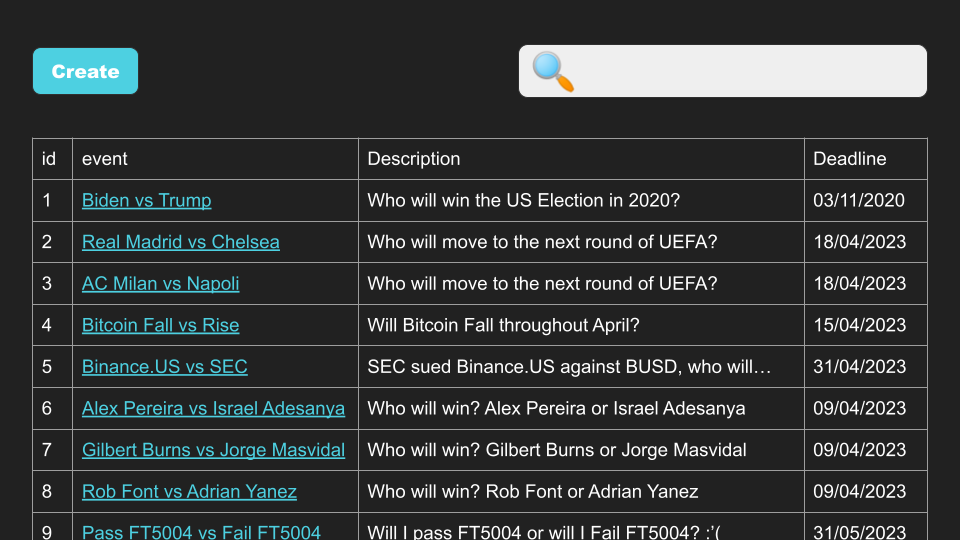 Create
id event Description Deadline
1 Biden vs Trump Who will win the US Election in 2020? 03/11/2020
2 Real Madrid vs Chelsea Who will move to the next round of UEFA? 18/04/2023
3 AC Milan vs Napoli Who will move to the next round of UEFA? 18/04/2023
4 Bitcoin Fall vs Rise Will Bitcoin Fall throughout April? 15/04/2023
5 Binance.US vs SEC SEC sued Binance.US against BUSD, who will… 31/04/2023
6 Alex Pereira vs Israel Adesanya Who will win? Alex Pereira or Israel Adesanya 09/04/2023
7 Gilbert Burns vs Jorge Masvidal Who will win? Gilbert Burns or Jorge Masvidal 09/04/2023
8 Rob Font vs Adrian Yanez Who will win? Rob Font or Adrian Yanez 09/04/2023
9 Pass FT5004 vs Fail FT5004 Will I pass FT5004 or will I Fail FT5004? :’( 31/05/2023